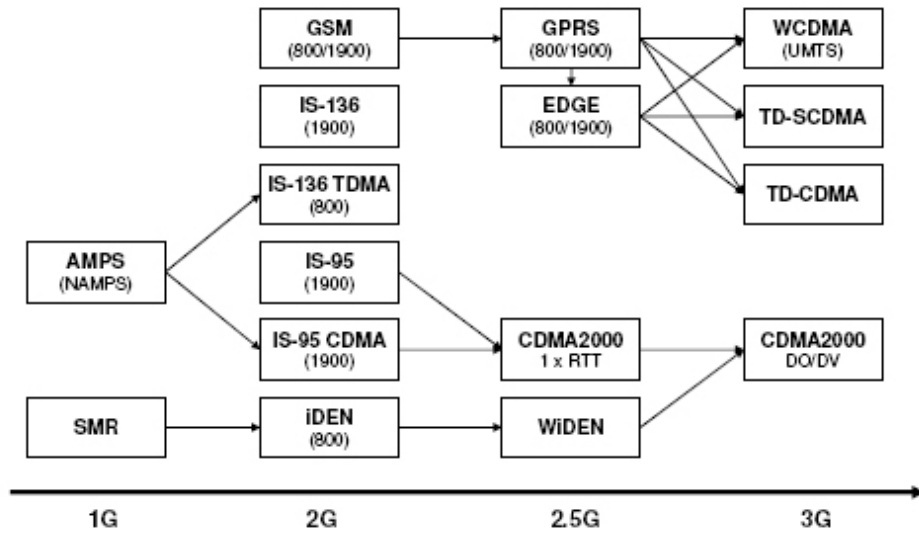 GSM
(800/1900)
GPRS
(800/1900)
WCDMA
(UMTS)
IS-136
(1900)
EDGE
(800/1900)
TD-SCDMA
IS-136 TDMA
(800)
TD-CDMA
AMPS
(NAMPS)
IS-95
(1900)
IS-95 CDMA
(1900)
CDMA2000
1 x RTT
CDMA2000
DO/DV
SMR
iDEN
(800)
WiDEN
1G
2G
2.5G
3G